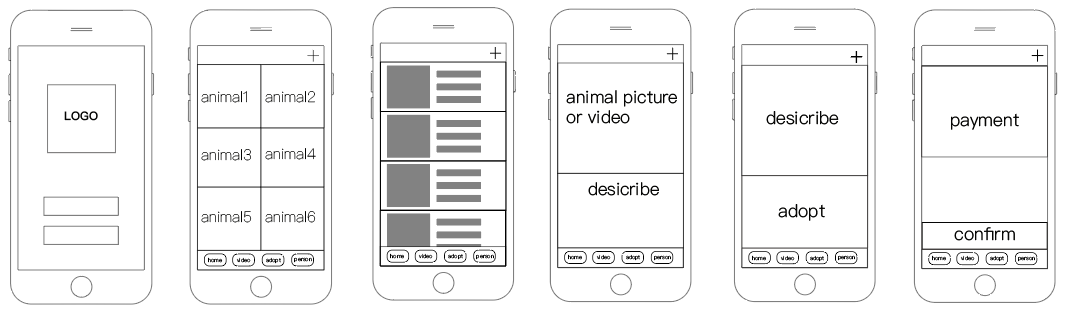 LOGO
+
animal1 animal2
animal3 animal4
animal5 animal6
home video adopt person
+
home video adopt person
+
animal picture
or video
desicribe
home video adopt person
+
desicribe
adopt
home video adopt person
+
payment
confirm
home video adopt person